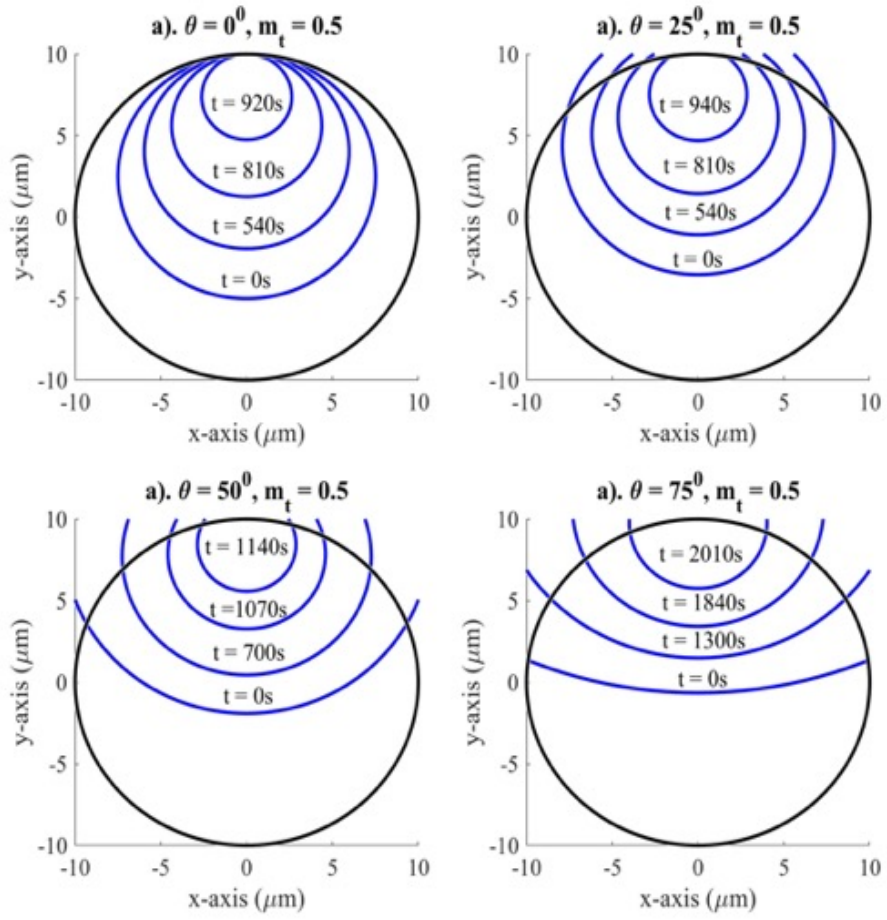 a). θ = 0⁰, m_t = 0.5
10
5
0
-5
-10
y-axis (μm)
t = 920s
t = 810s
t = 540s
t = 0s
-10 -5 0 5 10
x-axis (μm)
a). θ = 25⁰, m_t = 0.5
10
5
0
-5
-10
y-axis (μm)
t = 940s
t = 810s
t = 540s
t = 0s
-10 -5 0 5 10
x-axis (μm)
a). θ = 50⁰, m_t = 0.5
10
5
0
-5
-10
y-axis (μm)
t = 1140s
t =1070s
t = 700s
t = 0s
-10 -5 0 5 10
x-axis (μm)
a). θ = 75⁰, m_t = 0.5
10
5
0
-5
-10
y-axis (μm)
t = 2010s
t = 1840s
t = 1300s
t = 0s
-10 -5 0 5 10
x-axis (μm)